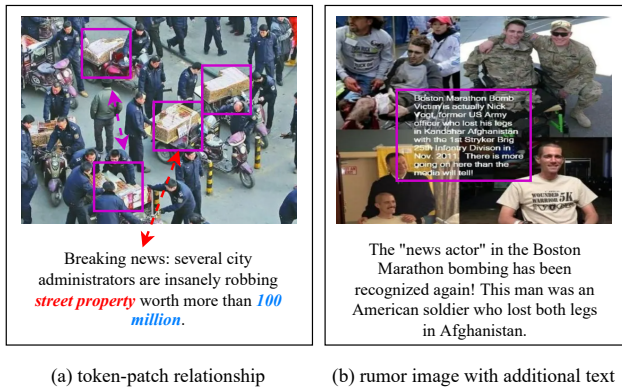 Breaking news: several city
administrators are insanely robbing
street property worth more than 100
million.
(a) token-patch relationship
Boston Marathon Bomb
Victim is actually Nick
Vogt, former US Army
officer who lost his legs
in Kandahar Afghanistan
with the 1st Stryker Brig
25th Infantry Divison in
Nov. 2011. There is more
going on here than the
media will tell!
WOUNDED
WARRIOR 5K
The "news actor" in the Boston
Marathon bombing has been
recognized again! This man was an
American soldier who lost both legs
in Afghanistan.
(b) rumor image with additional text